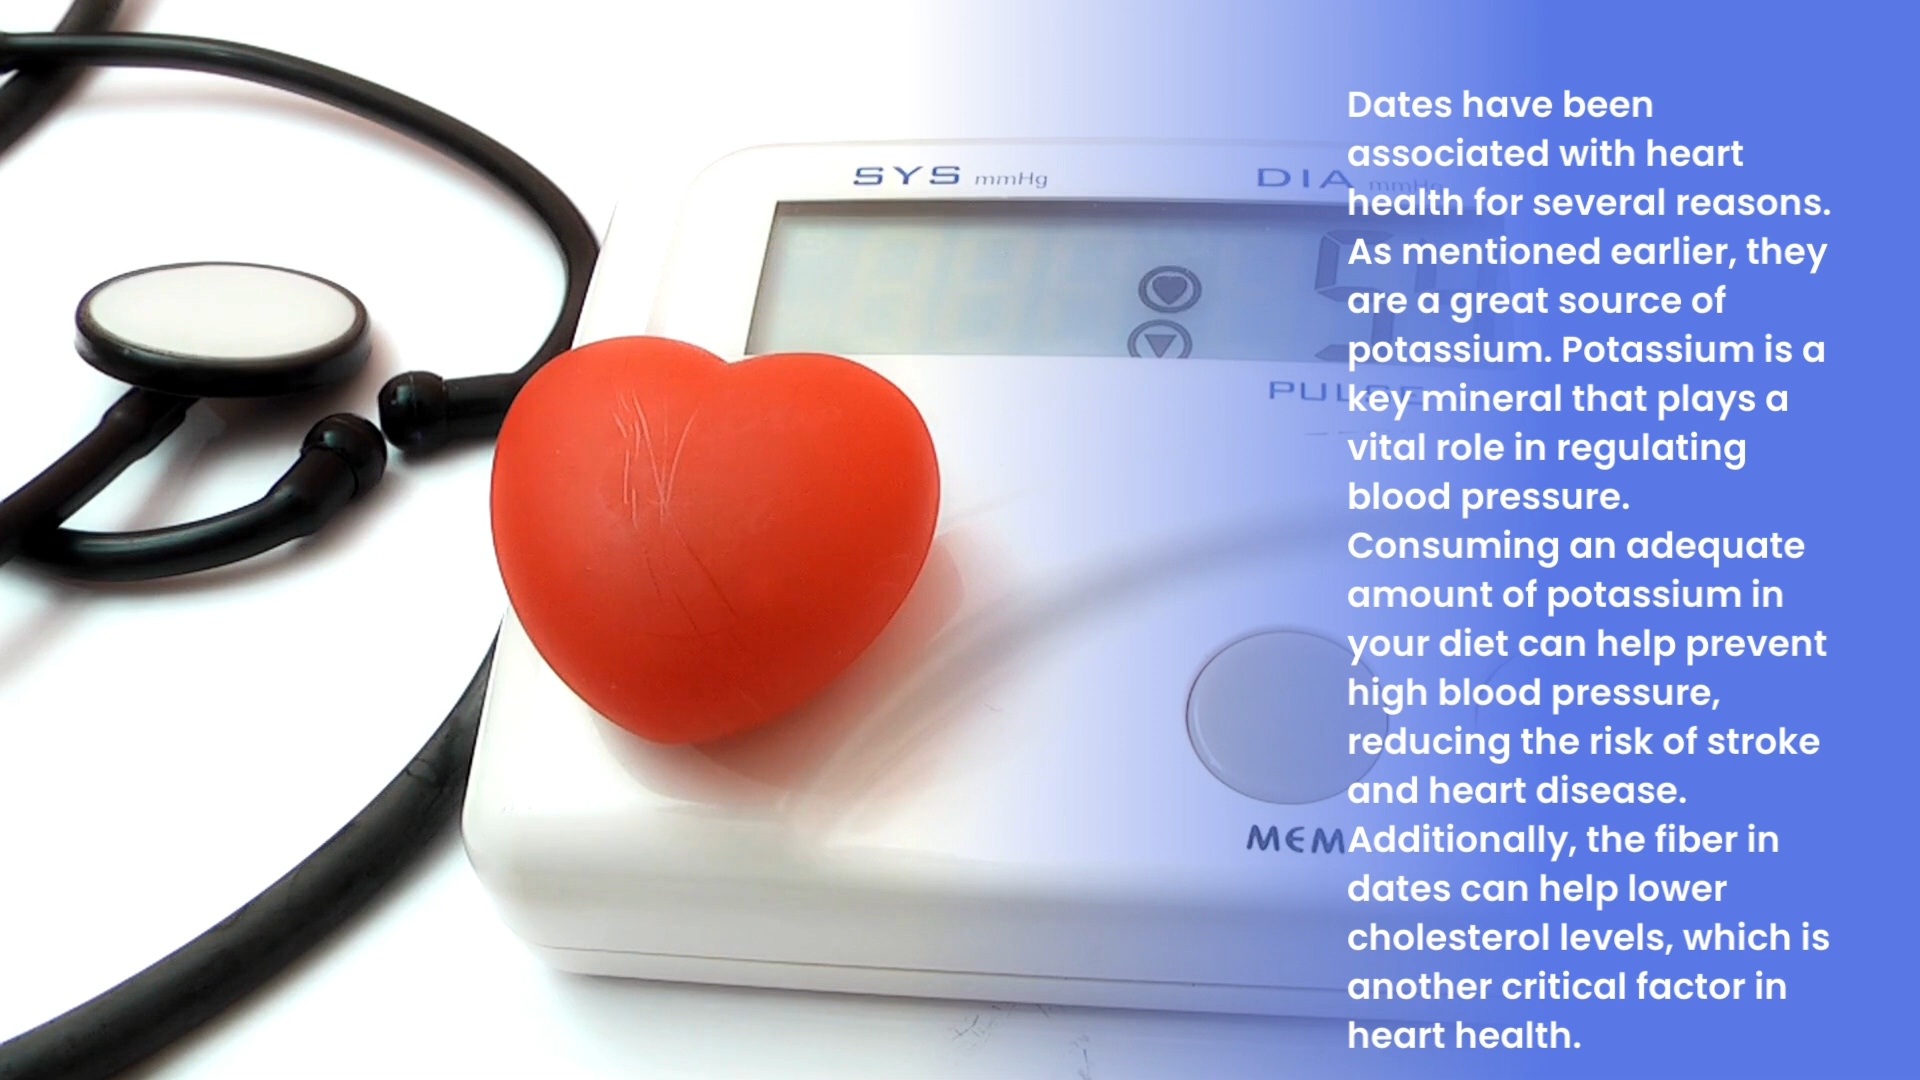 SYS mmHg
DIA mmHg
PULSE
MEM
Dates have been
associated with heart
health for several reasons.
As mentioned earlier, they
are a great source of
potassium. Potassium is a
key mineral that plays a
vital role in regulating
blood pressure.
Consuming an adequate
amount of potassium in
your diet can help prevent
high blood pressure,
reducing the risk of stroke
and heart disease.
Additionally, the fiber in
dates can help lower
cholesterol levels, which is
another critical factor in
heart health.